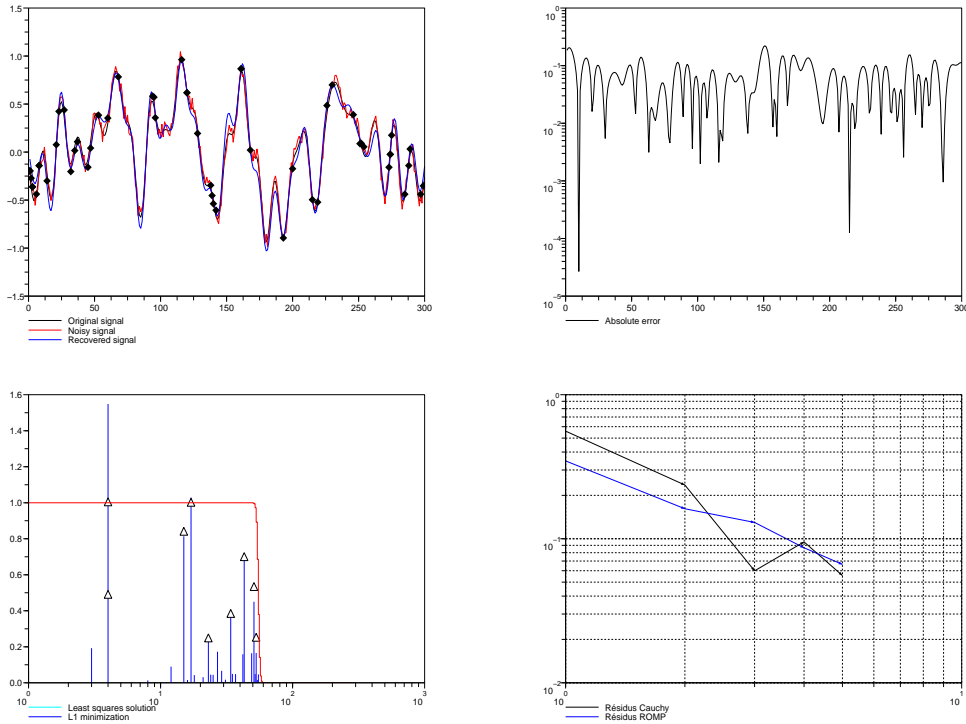 1.5
1.0
0.5
0.0
−0.5
−1.0
−1.5
0 50 100 150 200 250 300
Original signal
Noisy signal
Recovered signal
10 0
10 −1
10 −2
10 −3
10 −4
10 −5
0 50 100 150 200 250 300
Absolute error
1.6
1.4
1.2
1.0
0.8
0.6
0.4
0.2
0.0
10 0 10 1 10 2 10 3
Least squares solution
L1 minimization
10 0
10 −1
10 −2
10 0 10 1
Résidus Cauchy
Résidus ROMP